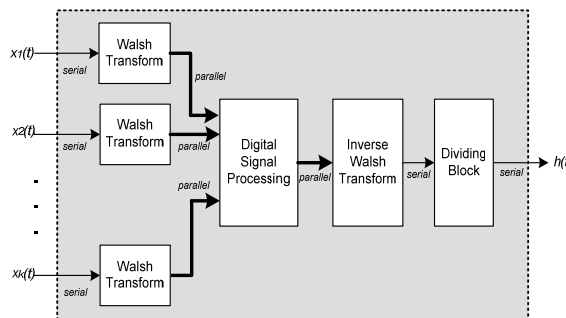 x1(t)
serial
Walsh
Transform
parallel
x2(t)
serial
Walsh
Transform
parallel
parallel
Digital
Signal
Processing
parallel
Inverse
Walsh
Transform
serial
Dividing
Block
serial
h(t
xk(t)
serial
Walsh
Transform